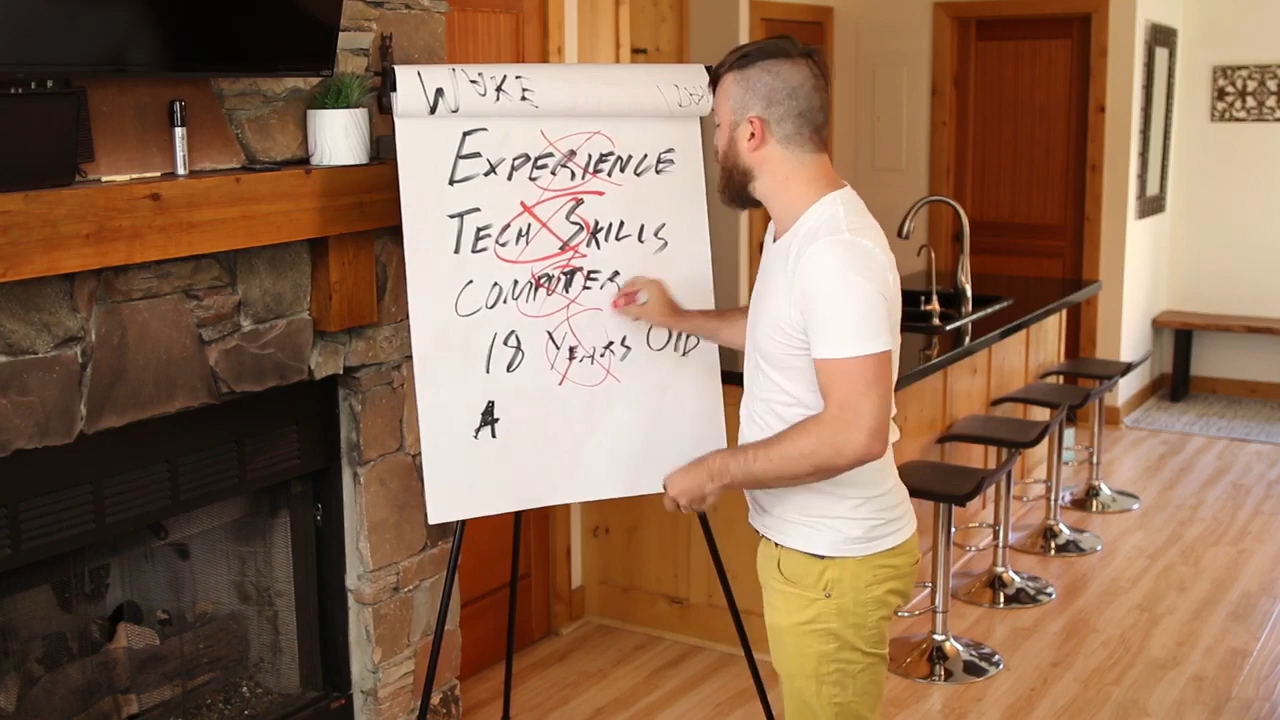 WAKE
EXPERIENCE
TECH SKILLS
COMPUTER
18 YEARS OLD
A